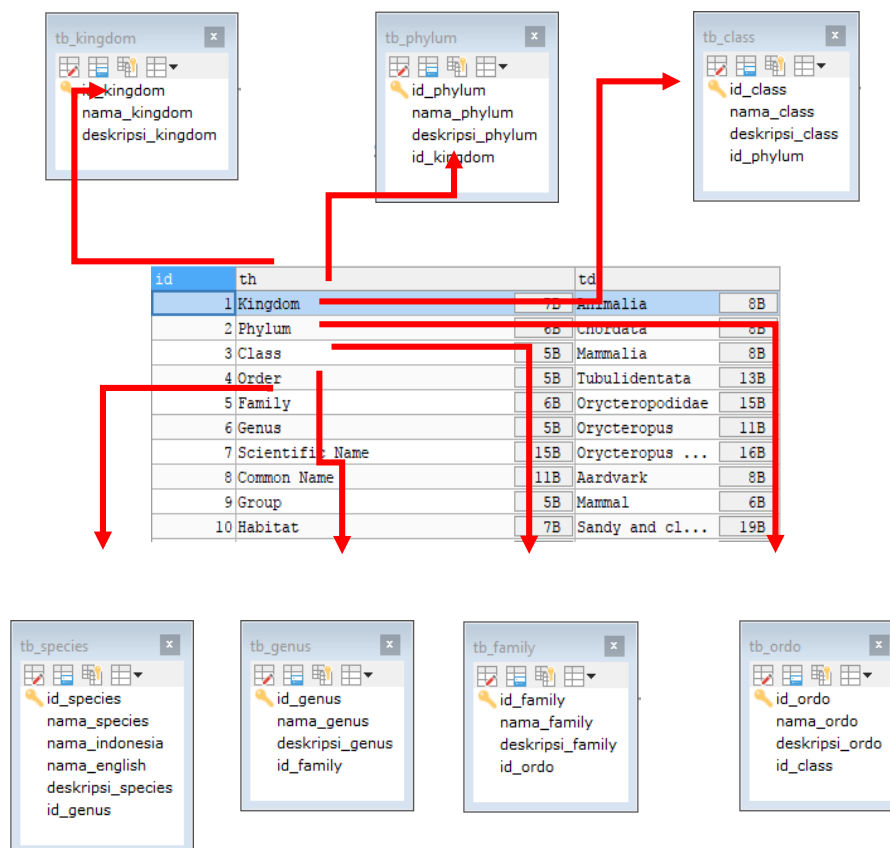 tb_kingdom x
id_kingdom
nama_kingdom
deskripsi_kingdom
tb_phylum x
id_phylum
nama_phylum
deskripsi_phylum
id_kingdom
tb_class x
id_class
nama_class
deskripsi_class
id_phylum
id th td
1 Kingdom 7B Animalia 8B
2 Phylum 6B Chordata 8B
3 Class 5B Mammalia 8B
4 Order 5B Tubulidentata 13B
5 Family 6B Orycteropodidae 15B
6 Genus 5B Orycteropus 11B
7 Scientific Name 15B Orycteropus ... 16B
8 Common Name 11B Aardvark 8B
9 Group 5B Mammal 6B
10 Habitat 7B Sandy and cl... 19B
tb_species x
id_species
nama_species
nama_indonesia
nama_english
deskripsi_species
id_genus
tb_genus x
id_genus
nama_genus
deskripsi_genus
id_family
tb_family x
id_family
nama_family
deskripsi_family
id_ordo
tb_ordo x
id_ordo
nama_ordo
deskripsi_ordo
id_class